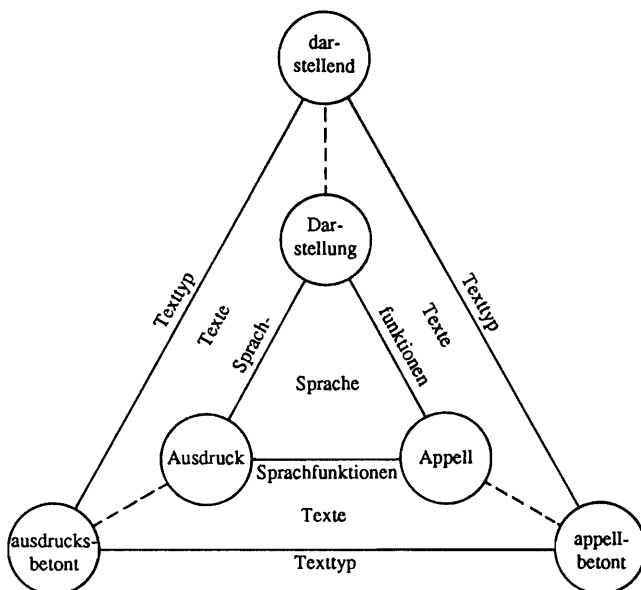 dar-
stellend
Dar-
stellung
Texttyp
Texte
Sprach-
funktionen
Texte
Texttyp
Sprache
Ausdruck
Appell
Sprachfunktionen
Texte
ausdrucks-
betont
appell-
betont
Texttyp